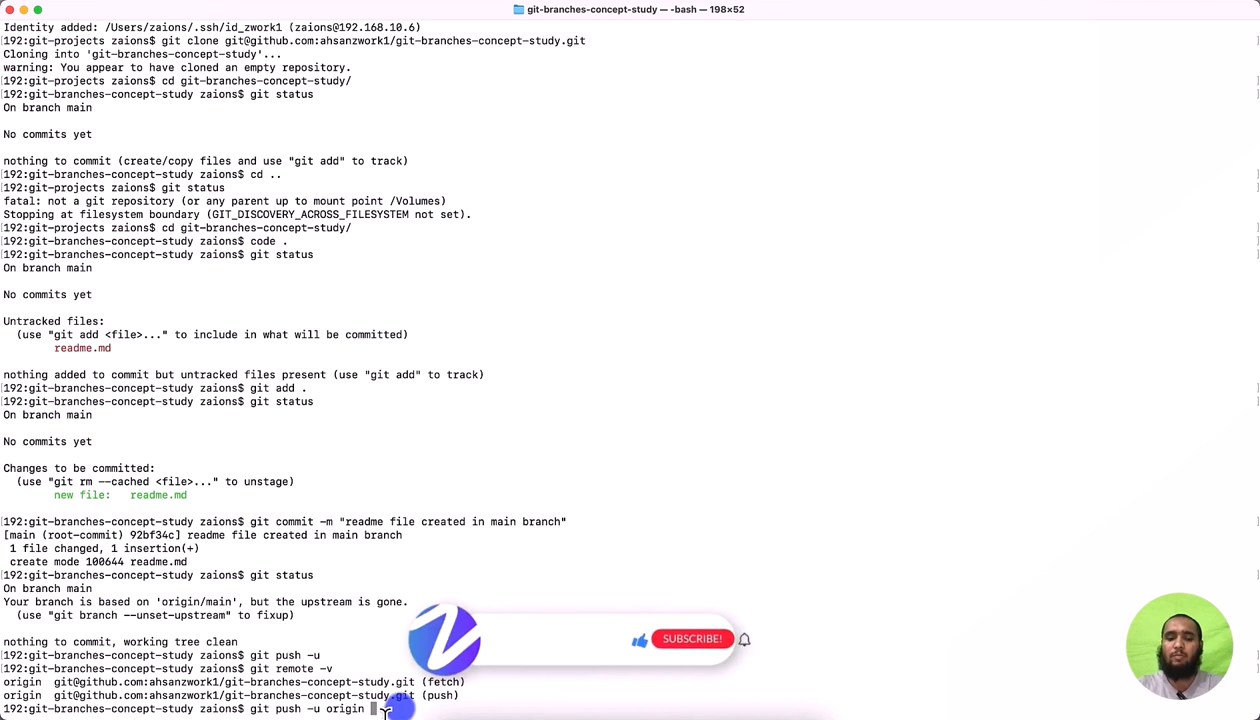 git-branches-concept-study — -bash — 198×52
Identity added: /Users/zaions/.ssh/id_zwork1 (zaions@192.168.10.6)
[192:git-projects zaions$ git clone git@github.com:ahsanzwork1/git-branches-concept-study.git ]
Cloning into 'git-branches-concept-study'...
warning: You appear to have cloned an empty repository.
[192:git-projects zaions$ cd git-branches-concept-study/ ]
[192:git-branches-concept-study zaions$ git status ]
On branch main
No commits yet
nothing to commit (create/copy files and use "git add" to track)
[192:git-branches-concept-study zaions$ cd .. ]
[192:git-projects zaions$ git status ]
fatal: not a git repository (or any parent up to mount point /Volumes)
Stopping at filesystem boundary (GIT_DISCOVERY_ACROSS_FILESYSTEM not set).
[192:git-projects zaions$ cd git-branches-concept-study/ ]
[192:git-branches-concept-study zaions$ code . ]
[192:git-branches-concept-study zaions$ git status ]
On branch main
No commits yet
Untracked files:
(use "git add <file>..." to include in what will be committed)
readme.md
nothing added to commit but untracked files present (use "git add" to track)
[192:git-branches-concept-study zaions$ git add . ]
[192:git-branches-concept-study zaions$ git status ]
On branch main
No commits yet
Changes to be committed:
(use "git rm --cached <file>..." to unstage)
new file: readme.md
[192:git-branches-concept-study zaions$ git commit -m "readme file created in main branch" ]
[main (root-commit) 92bf34c] readme file created in main branch
1 file changed, 1 insertion(+)
create mode 100644 readme.md
[192:git-branches-concept-study zaions$ git status ]
On branch main
Your branch is based on 'origin/main', but the upstream is gone.
(use "git branch --unset-upstream" to fixup)
nothing to commit, working tree clean
SUBSCRIBE!
[192:git-branches-concept-study zaions$ git push -u ]
[192:git-branches-concept-study zaions$ git remote -v ]
origin git@github.com:ahsanzwork1/git-branches-concept-study.git (fetch)
origin git@github.com:ahsanzwork1/git-branches-concept-study.git (push)
192:git-branches-concept-study zaions$ git push -u origin